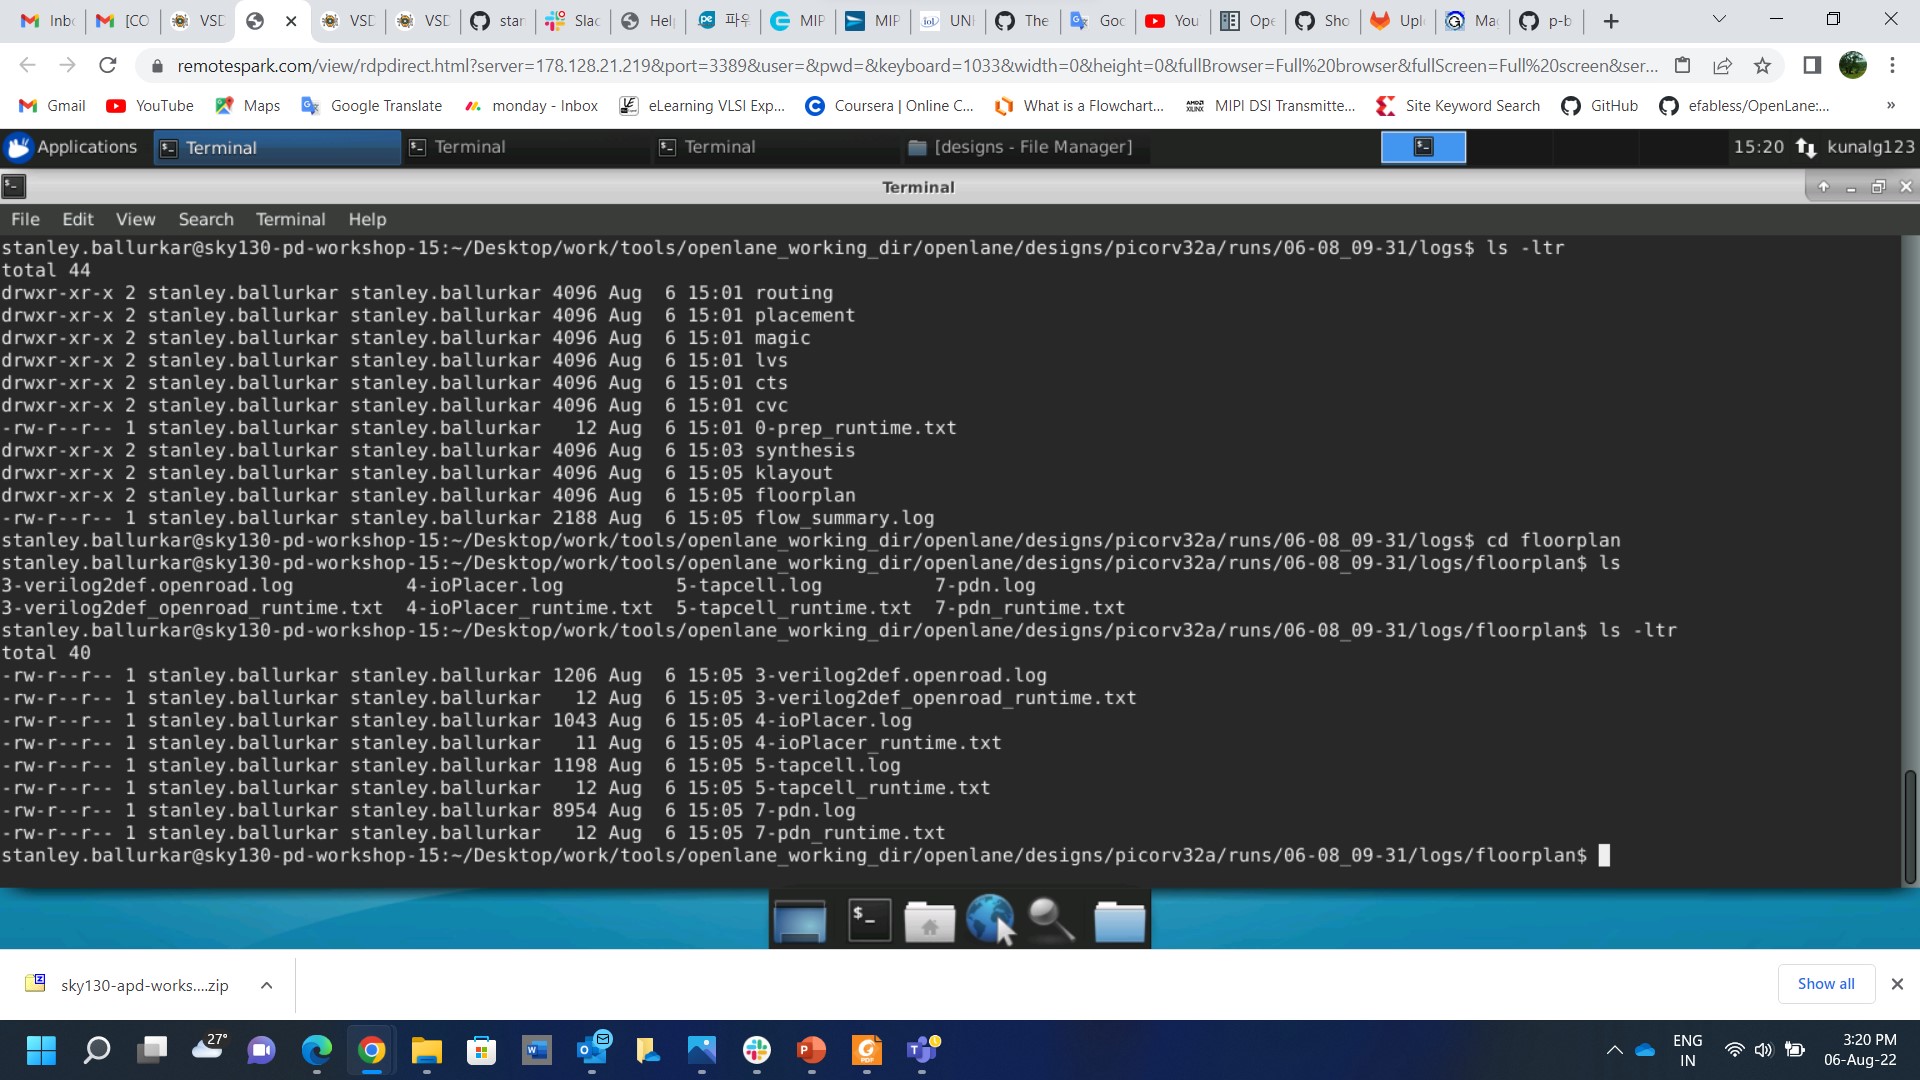 Inb
[CO
VSD
VSD
VSD
stan
Slac
Help
파우
MIP
MIP
UNI
The
Goo
You
Ope
Sho
Uplo
Mag
p-b
remotespark.com/view/rdpdirect.html?server=178.128.21.219&port=3389&user=&pwd=&keyboard=1033&width=0&height=0&fullBrowser=Full%20browser&fullScreen=Full%20screen&ser...
Gmail YouTube Maps Google Translate monday - Inbox eLearning VLSI Exp... Coursera | Online C... What is a Flowchart... MIPI DSI Transmitte... Site Keyword Search GitHub efabless/OpenLane:... »
Applications Terminal Terminal Terminal [designs - File Manager] 15:20 kunalg123
Terminal
File Edit View Search Terminal Help
stanley.ballurkar@sky130-pd-workshop-15:~/Desktop/work/tools/openlane_working_dir/openlane/designs/picorv32a/runs/06-08_09-31/logs$ ls -ltr
total 44
drwxr-xr-x 2 stanley.ballurkar stanley.ballurkar 4096 Aug  6 15:01 routing
drwxr-xr-x 2 stanley.ballurkar stanley.ballurkar 4096 Aug  6 15:01 placement
drwxr-xr-x 2 stanley.ballurkar stanley.ballurkar 4096 Aug  6 15:01 magic
drwxr-xr-x 2 stanley.ballurkar stanley.ballurkar 4096 Aug  6 15:01 lvs
drwxr-xr-x 2 stanley.ballurkar stanley.ballurkar 4096 Aug  6 15:01 cts
drwxr-xr-x 2 stanley.ballurkar stanley.ballurkar 4096 Aug  6 15:01 cvc
-rw-r--r-- 1 stanley.ballurkar stanley.ballurkar   12 Aug  6 15:01 0-prep_runtime.txt
drwxr-xr-x 2 stanley.ballurkar stanley.ballurkar 4096 Aug  6 15:03 synthesis
drwxr-xr-x 2 stanley.ballurkar stanley.ballurkar 4096 Aug  6 15:05 klayout
drwxr-xr-x 2 stanley.ballurkar stanley.ballurkar 4096 Aug  6 15:05 floorplan
-rw-r--r-- 1 stanley.ballurkar stanley.ballurkar 2188 Aug  6 15:05 flow_summary.log
stanley.ballurkar@sky130-pd-workshop-15:~/Desktop/work/tools/openlane_working_dir/openlane/designs/picorv32a/runs/06-08_09-31/logs$ cd floorplan
stanley.ballurkar@sky130-pd-workshop-15:~/Desktop/work/tools/openlane_working_dir/openlane/designs/picorv32a/runs/06-08_09-31/logs/floorplan$ ls
3-verilog2def.openroad.log          4-ioPlacer.log          5-tapcell.log          7-pdn.log
3-verilog2def_openroad_runtime.txt  4-ioPlacer_runtime.txt  5-tapcell_runtime.txt  7-pdn_runtime.txt
stanley.ballurkar@sky130-pd-workshop-15:~/Desktop/work/tools/openlane_working_dir/openlane/designs/picorv32a/runs/06-08_09-31/logs/floorplan$ ls -ltr
total 40
-rw-r--r-- 1 stanley.ballurkar stanley.ballurkar 1206 Aug  6 15:05 3-verilog2def.openroad.log
-rw-r--r-- 1 stanley.ballurkar stanley.ballurkar   12 Aug  6 15:05 3-verilog2def_openroad_runtime.txt
-rw-r--r-- 1 stanley.ballurkar stanley.ballurkar 1043 Aug  6 15:05 4-ioPlacer.log
-rw-r--r-- 1 stanley.ballurkar stanley.ballurkar   11 Aug  6 15:05 4-ioPlacer_runtime.txt
-rw-r--r-- 1 stanley.ballurkar stanley.ballurkar 1198 Aug  6 15:05 5-tapcell.log
-rw-r--r-- 1 stanley.ballurkar stanley.ballurkar   12 Aug  6 15:05 5-tapcell_runtime.txt
-rw-r--r-- 1 stanley.ballurkar stanley.ballurkar 8954 Aug  6 15:05 7-pdn.log
-rw-r--r-- 1 stanley.ballurkar stanley.ballurkar   12 Aug  6 15:05 7-pdn_runtime.txt
stanley.ballurkar@sky130-pd-workshop-15:~/Desktop/work/tools/openlane_working_dir/openlane/designs/picorv32a/runs/06-08_09-31/logs/floorplan$
sky130-apd-works....zip
Show all
27°
ENG
IN
3:20 PM
06-Aug-22